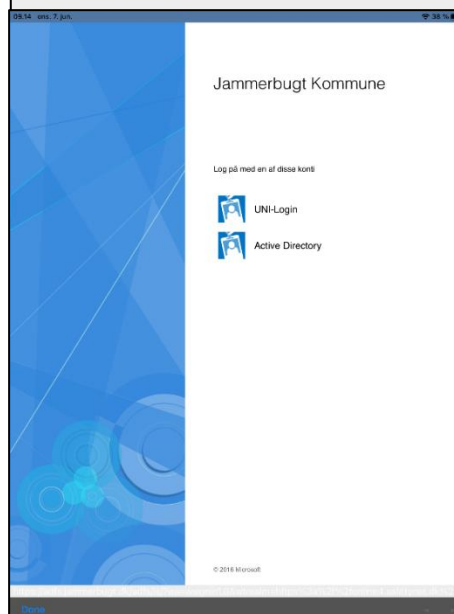 09.14 ons. 7. jun. 38 %
Jammerbugt Kommune
Log på med en af disse konti
UNI-Login
Active Directory
© 2016 Microsoft
Done